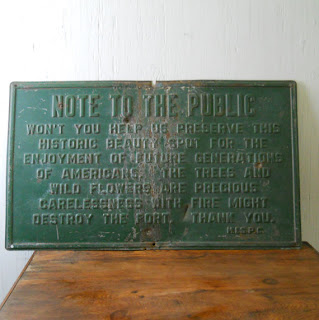 NOTE TO THE PUBLIC
WON'T YOU HELP US PRESERVE THIS
HISTORIC BEAUTY SPOT FOR THE
ENJOYMENT OF FUTURE GENERATIONS
OF AMERICANS. THE TREES AND
WILD FLOWERS ARE PRECIOUS
CARELESSNESS WITH FIRE MIGHT
DESTROY THE FORT. THANK YOU.